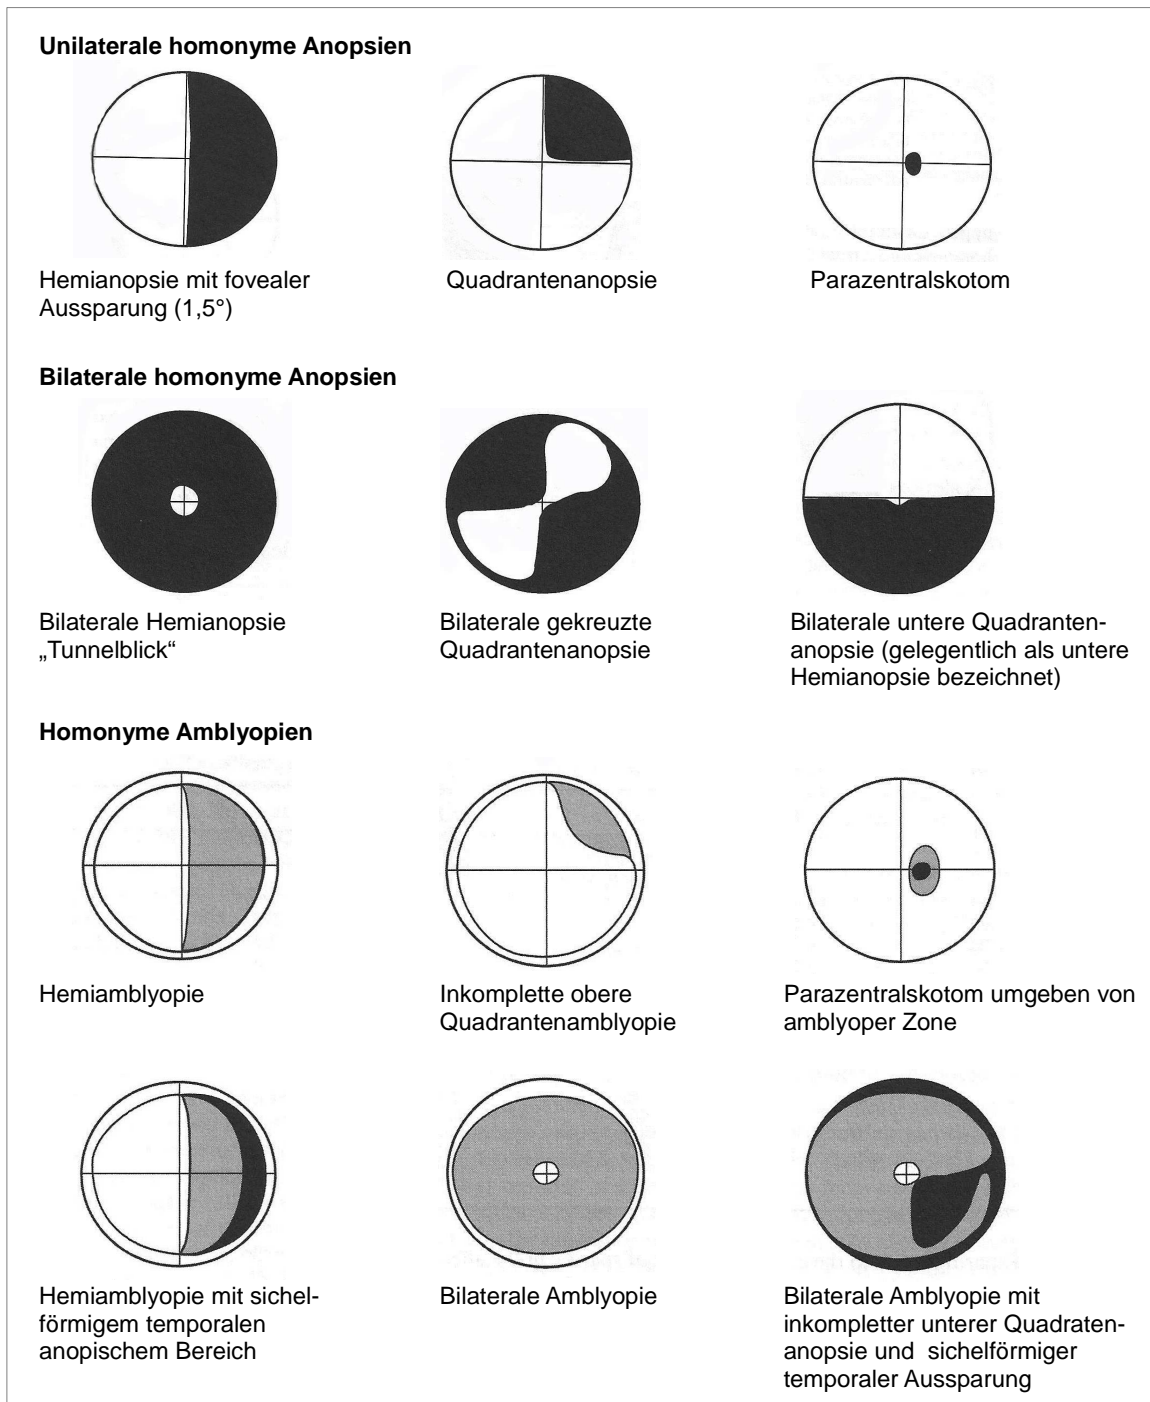 Unilaterale homonyme Anopsien
Hemianopsie mit fovealer
Aussparung (1,5°)
Quadrantenanopsie
Parazentralskotom
Bilaterale homonyme Anopsien
Bilaterale Hemianopsie
„Tunnelblick“
Bilaterale gekreuzte
Quadrantenanopsie
Bilaterale untere Quadranten-
anopsie (gelegentlich als untere
Hemianopsie bezeichnet)
Homonyme Amblyopien
Hemiamblyopie
Inkomplette obere
Quadrantenamblyopie
Parazentralskotom umgeben von
amblyoper Zone
Hemiamblyopie mit sichel-
förmigem temporalen
anopischem Bereich
Bilaterale Amblyopie
Bilaterale Amblyopie mit
inkompletter unterer Quadraten-
anopsie und sichelförmiger
temporaler Aussparung